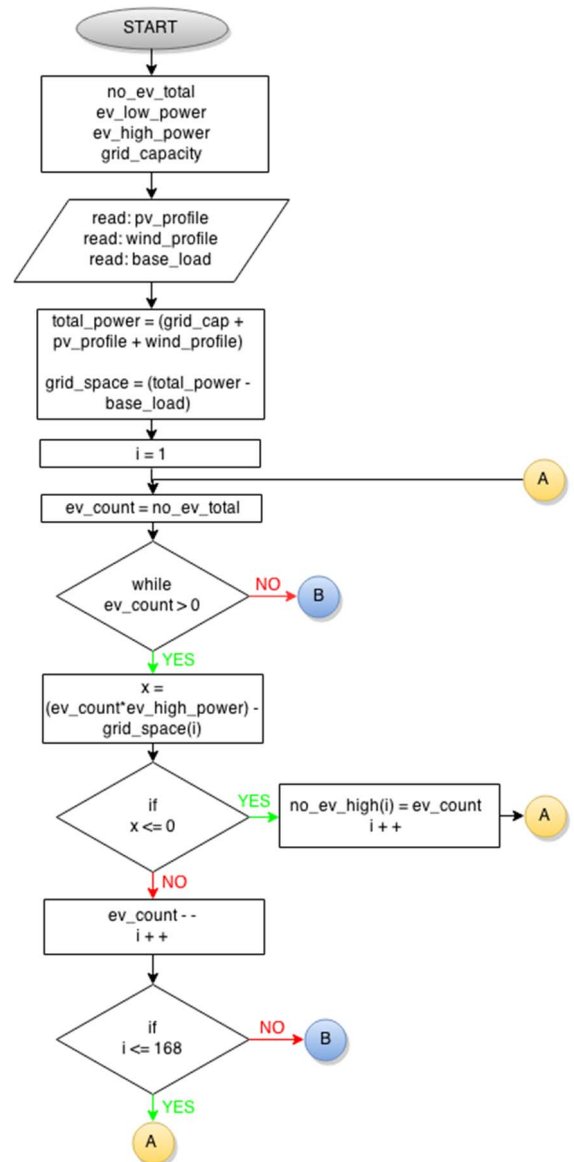 START
no_ev_total
ev_low_power
ev_high_power
grid_capacity
read: pv_profile
read: wind_profile
read: base_load
total_power = (grid_cap +
pv_profile + wind_profile)
grid_space = (total_power -
base_load)
i = 1
A
ev_count = no_ev_total
while
ev_count > 0
NO
B
YES
x =
(ev_count*ev_high_power) -
grid_space(i)
if
x <= 0
YES
no_ev_high(i) = ev_count
i + +
A
NO
ev_count - -
i + +
if
i <= 168
NO
B
YES
A